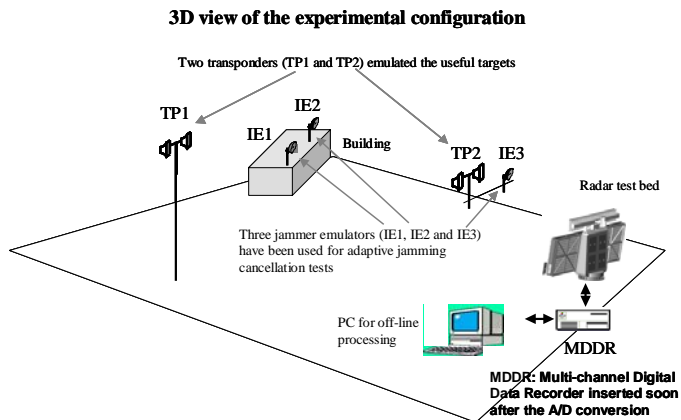 3D view of the experimental configuration
Two transponders (TP1 and TP2) emulated the useful targets
TP1
IE2
IE1
Building
TP2
IE3
Radar test bed
Three jammer emulators (IE1, IE2 and IE3)
have been used for adaptive jamming
cancellation tests
PC for off-line
processing
MDDR
MDDR: Multi-channel Digital
Data Recorder inserted soon
after the A/D conversion